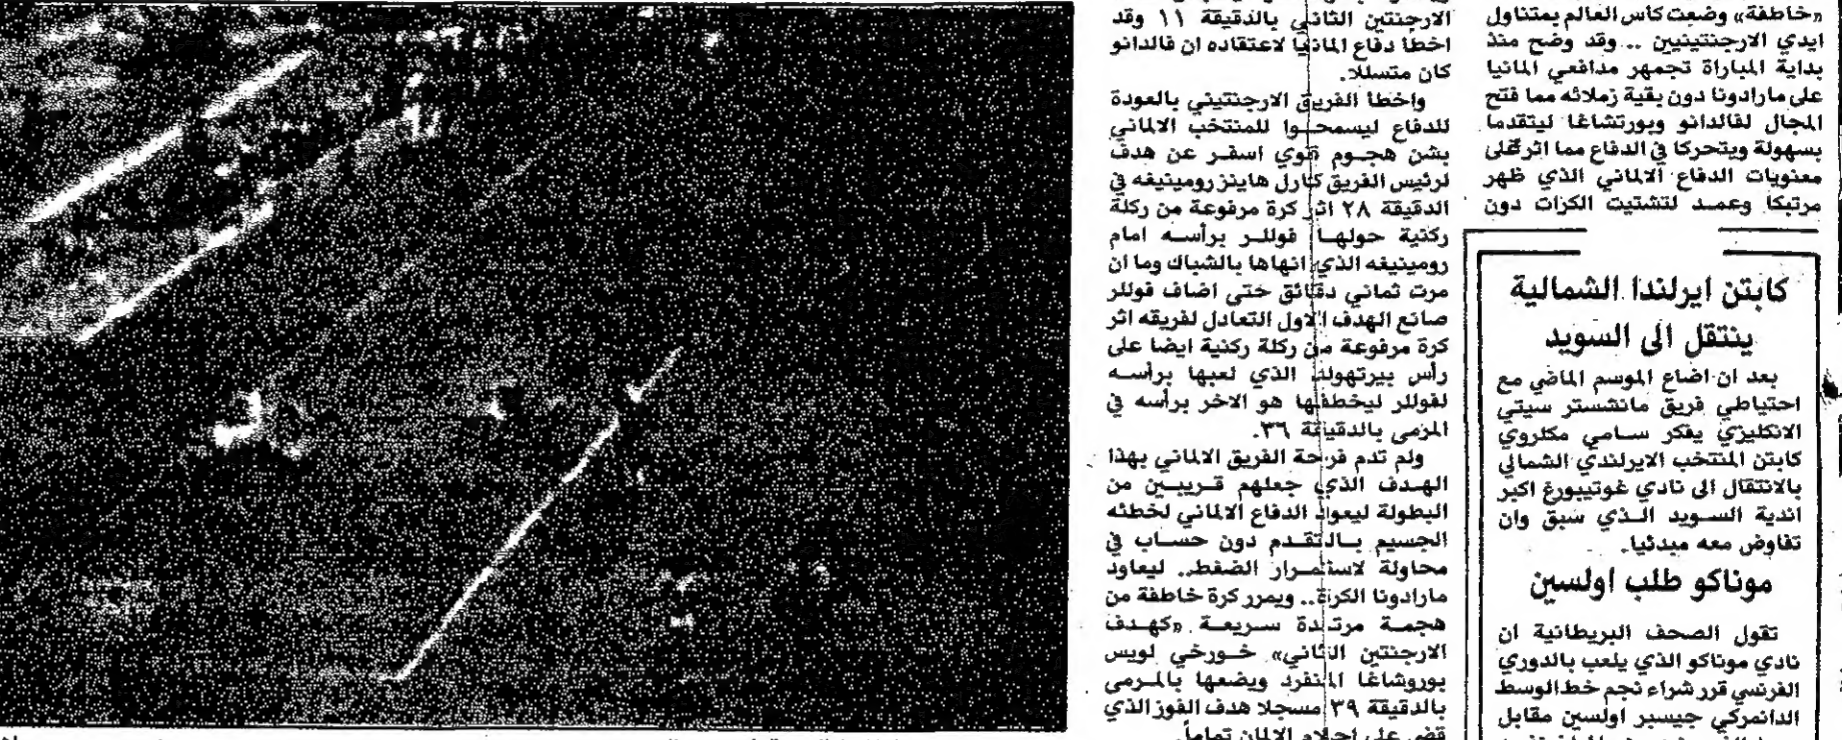 «خاطفة» وضعت كأس العالم بمتناول
ايدي الارجنتينيين .. وقد وضح منذ
بداية المباراة تجمهر مدافعي المانيا
على مارادونا دون بقية زملائه مما فتح
المجال لفالدانو وبورتشاغا ليتقدما
بسهولة ويتحركا في الدفاع مما اثر على
معنويات الدفاع الالماني الذي ظهر
مرتبكا وعمد لتشتيت الكرات دون
الارجنتين الثاني بالدقيقة ١١ وقد
اخطأ دفاع المانيا لاعتقاده ان فالدانو
كان متسللا.
واخطا الفريق الارجنتيني بالعودة
للدفاع ليسمحوا للمنتخب الالماني
بشن هجوم قوي اسفر عن هدف
لرئيس الفريق كارل هاينز رومينيغه في
الدقيقة ٢٨ اثر كرة مرفوعة من ركلة
ركنية حولها فوللر برأسه امام
رومينيغه الذي انهاها بالشباك وما ان
مرت ثماني دقائق حتى اضاف فوللر
صانع الهدف الاول التعادل لفريقه اثر
كرة مرفوعة من ركلة ركنية ايضا على
رأس بيرتهولد الذي لعبها برأسه
لفوللر ليخطفها هو الاخر برأسه في
المرمى بالدقيقة ٣٦.
ولم تدم فرحة الفريق الالماني بهذا
الهدف الذي جعلهم قريبين من
البطولة ليعود الدفاع الالماني لخطئه
الجسيم بالتقدم دون حساب في
محاولة لاستمرار الضغط.. ليعاود
مارادونا الكرة.. ويمرر كرة خاطفة من
هجمة مرتدة سريعة «كهدف
الارجنتين الثاني» خورخي لويس
بوروشاغا المنفرد ويضعها بالمرمى
بالدقيقة ٣٩ مسجلا هدف الفوز الذي
قضى على احلام الالمان تماماً.
كابتن ايرلندا الشمالية
ينتقل الى السويد
بعد ان اضاع الموسم الماضي مع
احتياطي فريق مانشستر سيتي
الانكليزي يفكر سامي مكلروي
كابتن المنتخب الايرلندي الشمالي
بالانتقال الى نادي غوتيبورغ اكبر
اندية السويد الذي سبق وان
تفاوض معه مبدئيا.
موناكو طلب اولسين
تقول الصحف البريطانية ان
نادي موناكو الذي يلعب بالدوري
الفرنسي قرر شراء نجم خط الوسط
الدانمركي جيسبر اولسين مقابل